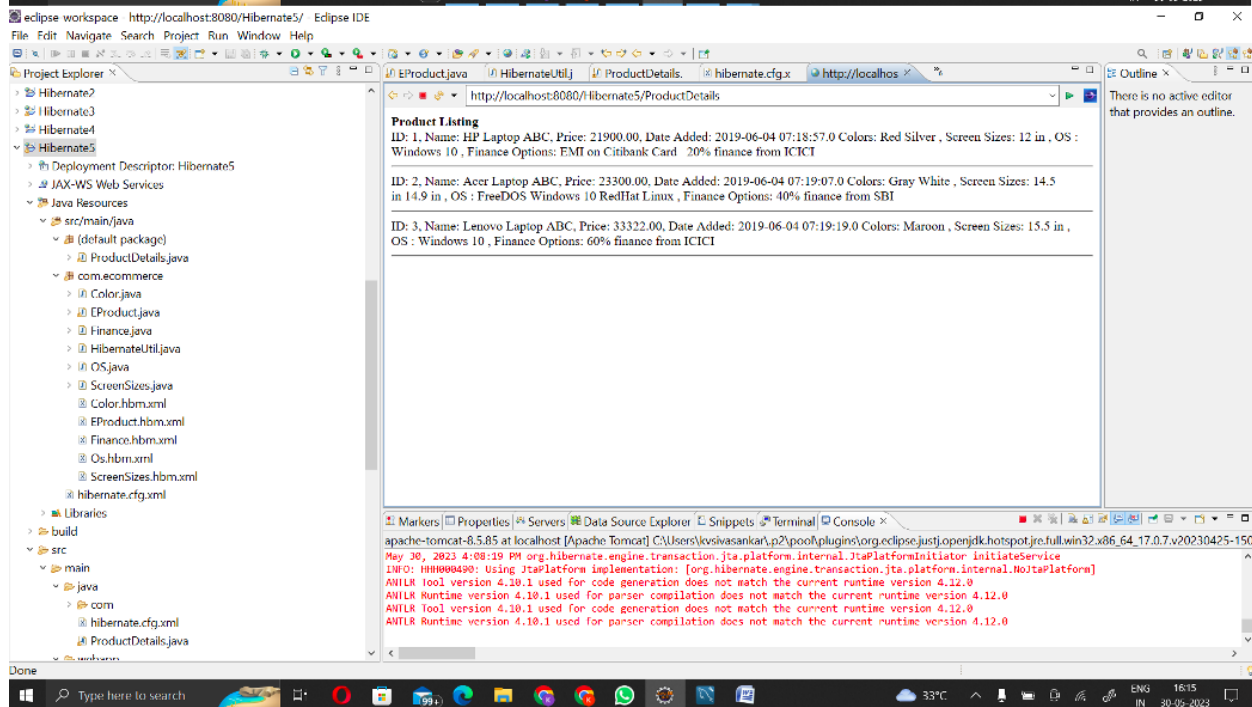 eclipse workspace - http://localhost:8080/Hibernate5/ - Eclipse IDE
File Edit Navigate Search Project Run Window Help
Project Explorer ×
EProduct.java
HibernateUtil.j
ProductDetails.
hibernate.cfg.x
http://localhos ×
Outline ×
http://localhost:8080/Hibernate5/ProductDetails
There is no active editor
that provides an outline.
Hibernate2
Hibernate3
Hibernate4
Hibernate5
Deployment Descriptor: Hibernate5
JAX-WS Web Services
Java Resources
src/main/java
(default package)
ProductDetails.java
com.ecommerce
Color.java
EProduct.java
Finance.java
HibernateUtil.java
OS.java
ScreenSizes.java
Color.hbm.xml
EProduct.hbm.xml
Finance.hbm.xml
Os.hbm.xml
ScreenSizes.hbm.xml
hibernate.cfg.xml
Libraries
build
src
main
java
com
hibernate.cfg.xml
ProductDetails.java
webapp
Product Listing
ID: 1, Name: HP Laptop ABC, Price: 21900.00, Date Added: 2019-06-04 07:18:57.0 Colors: Red Silver , Screen Sizes: 12 in , OS :
Windows 10 , Finance Options: EMI on Citibank Card 20% finance from ICICI
ID: 2, Name: Acer Laptop ABC, Price: 23300.00, Date Added: 2019-06-04 07:19:07.0 Colors: Gray White , Screen Sizes: 14.5
in 14.9 in , OS : FreeDOS Windows 10 RedHat Linux , Finance Options: 40% finance from SBI
ID: 3, Name: Lenovo Laptop ABC, Price: 33322.00, Date Added: 2019-06-04 07:19:19.0 Colors: Maroon , Screen Sizes: 15.5 in ,
OS : Windows 10 , Finance Options: 60% finance from ICICI
Markers Properties Servers Data Source Explorer Snippets Terminal Console ×
apache-tomcat-8.5.85 at localhost [Apache Tomcat] C:\Users\kvsivasankar\.p2\pool\plugins\org.eclipse.justj.openjdk.hotspot.jre.full.win32.x86_64_17.0.7.v20230425-150
May 30, 2023 4:08:19 PM org.hibernate.engine.transaction.jta.platform.internal.JtaPlatformInitiator initiateService
INFO: HHH000490: Using JtaPlatform implementation: [org.hibernate.engine.transaction.jta.platform.internal.NoJtaPlatform]
ANTLR Tool version 4.10.1 used for code generation does not match the current runtime version 4.12.0
ANTLR Runtime version 4.10.1 used for parser compilation does not match the current runtime version 4.12.0
ANTLR Tool version 4.10.1 used for code generation does not match the current runtime version 4.12.0
ANTLR Runtime version 4.10.1 used for parser compilation does not match the current runtime version 4.12.0
Done
Type here to search
99+
33°C
ENG
IN
16:15
30-05-2023